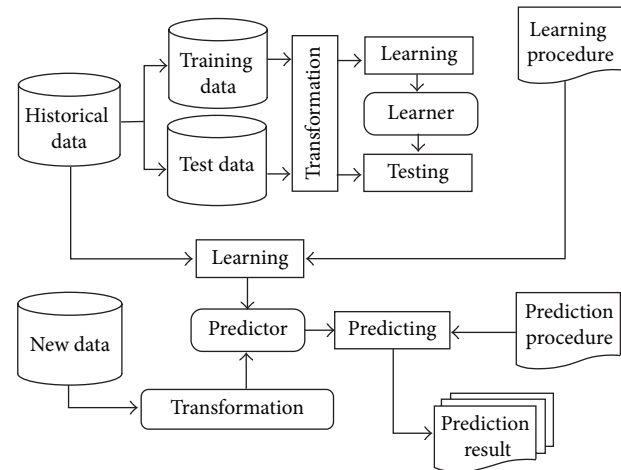 Training
data
Learning
Learning
procedure
Historical
data
Transformation
Learner
Test data
Testing
Learning
Predictor
Predicting
Prediction
procedure
New data
Transformation
Prediction
result